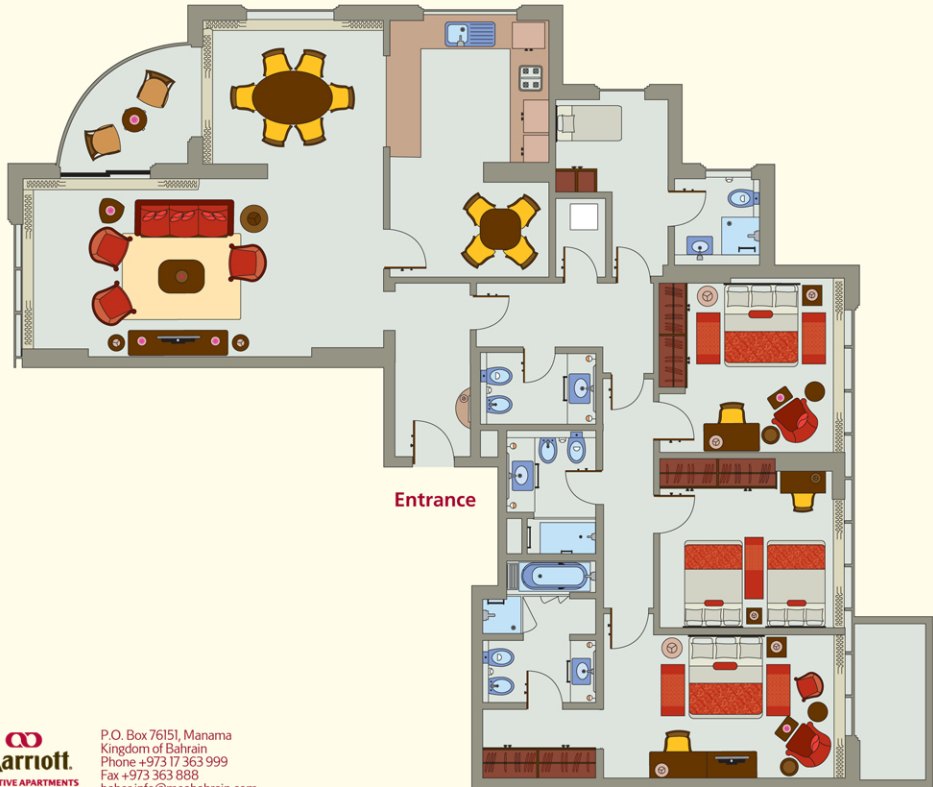 Entrance
arriott.
TIVE APARTMENTS
P.O. Box 76151, Manama
Kingdom of Bahrain
Phone +973 17 363 999
Fax +973 363 888